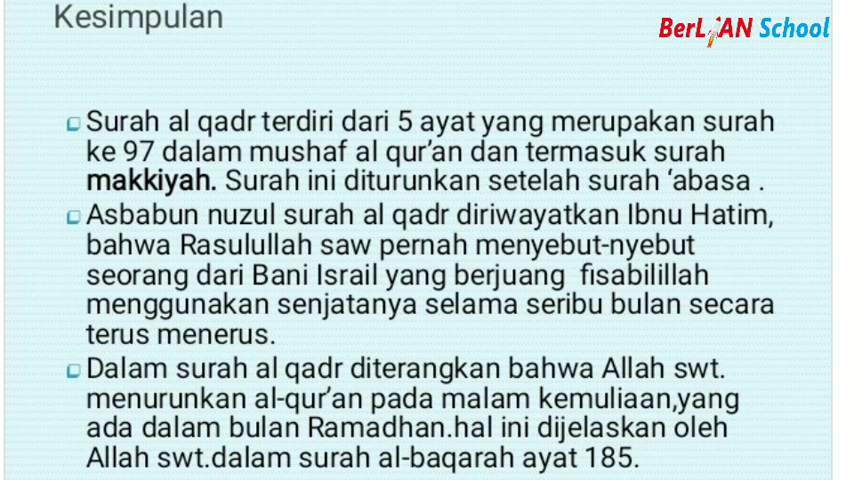 Kesimpulan
BerLiAN School
Surah al qadr terdiri dari 5 ayat yang merupakan surah
ke 97 dalam mushaf al qur’an dan termasuk surah
makkiyah. Surah ini diturunkan setelah surah ‘abasa .
Asbabun nuzul surah al qadr diriwayatkan Ibnu Hatim,
bahwa Rasulullah saw pernah menyebut-nyebut
seorang dari Bani Israil yang berjuang  fisabilillah
menggunakan senjatanya selama seribu bulan secara
terus menerus.
Dalam surah al qadr diterangkan bahwa Allah swt.
menurunkan al-qur’an pada malam kemuliaan,yang
ada dalam bulan Ramadhan.hal ini dijelaskan oleh
Allah swt.dalam surah al-baqarah ayat 185.